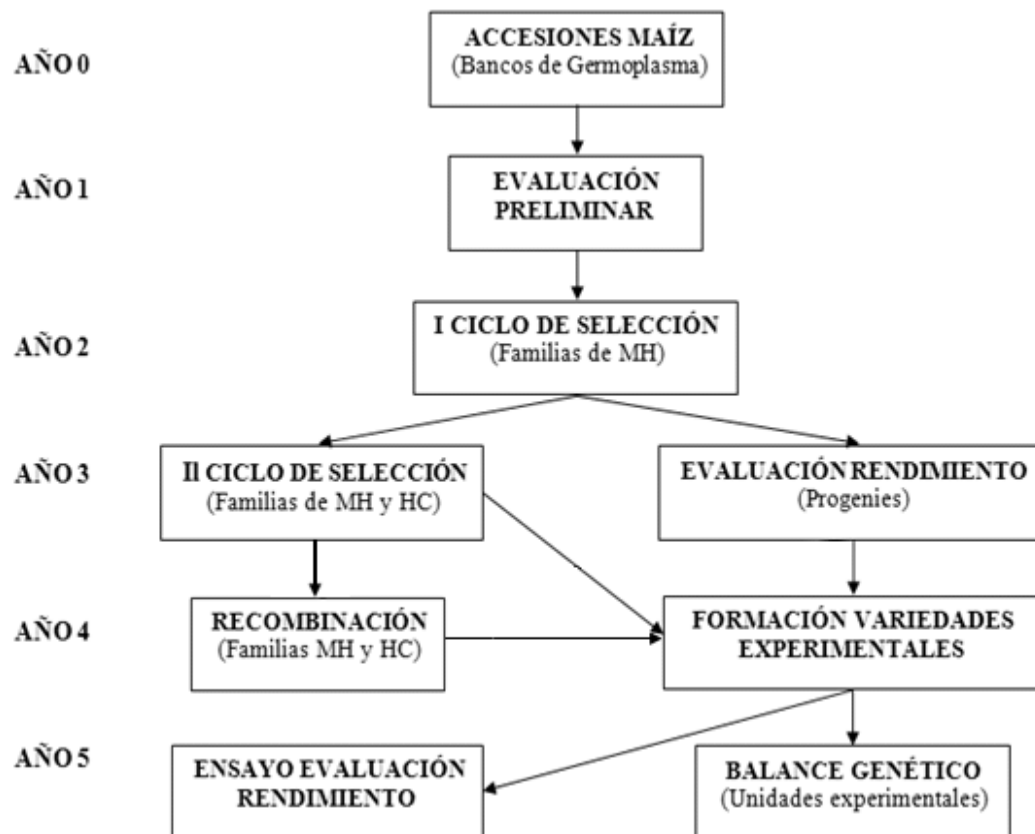 AÑO 0
ACCESIONES MAÍZ
(Bancos de Germoplasma)
AÑO 1
EVALUACIÓN
PRELIMINAR
AÑO 2
I CICLO DE SELECCIÓN
(Familias de MH)
AÑO 3
II CICLO DE SELECCIÓN
(Familias de MH y HC)
EVALUACIÓN RENDIMIENTO
(Progenies)
AÑO 4
RECOMBINACIÓN
(Familias MH y HC)
FORMACIÓN VARIEDADES
EXPERIMENTALES
AÑO 5
ENSAYO EVALUACIÓN
RENDIMIENTO
BALANCE GENÉTICO
(Unidades experimentales)